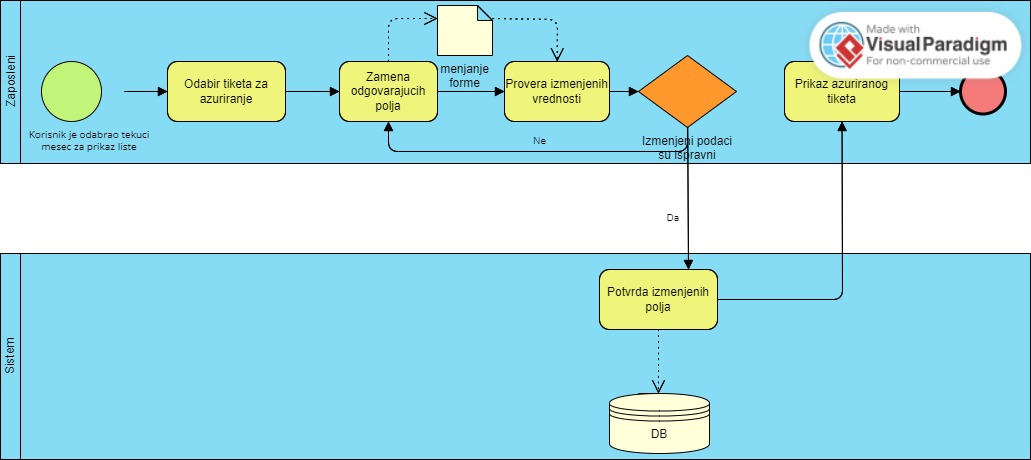 Zaposleni
Korisnik je odabrao tekuci
mesec za prikaz liste
Odabir tiketa za
azuriranje
Zamena
odgovarajucih
polja
menjanje
forme
Provera izmenjenih
vrednosti
Izmenjeni podaci
su ispravni
Ne
Da
Prikaz azuriranog
tiketa
Made with
Visual Paradigm
For non-commercial use
Sistem
Potvrda izmenjenih
polja
DB